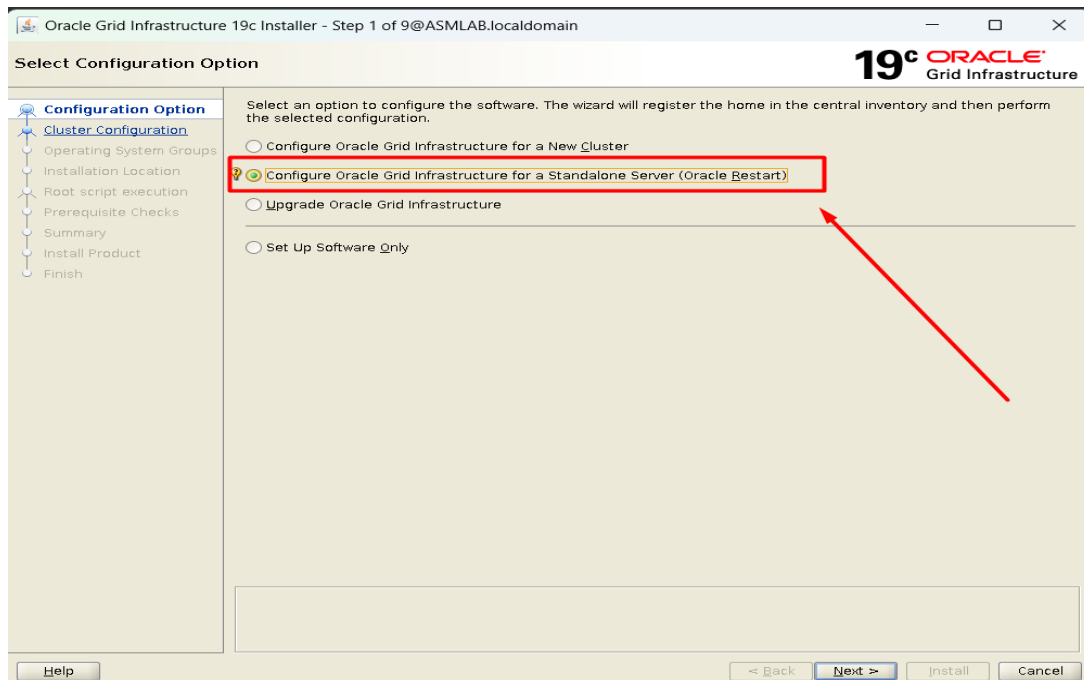 Oracle Grid Infrastructure 19c Installer - Step 1 of 9@ASMLAB.localdomain
Select Configuration Option
19c ORACLE
Grid Infrastructure
Configuration Option
Cluster Configuration
Operating System Groups
Installation Location
Root script execution
Prerequisite Checks
Summary
Install Product
Finish
Select an option to configure the software. The wizard will register the home in the central inventory and then perform
the selected configuration.
Configure Oracle Grid Infrastructure for a New Cluster
Configure Oracle Grid Infrastructure for a Standalone Server (Oracle Restart)
Upgrade Oracle Grid Infrastructure
Set Up Software Only
Help
< Back
Next >
Install
Cancel